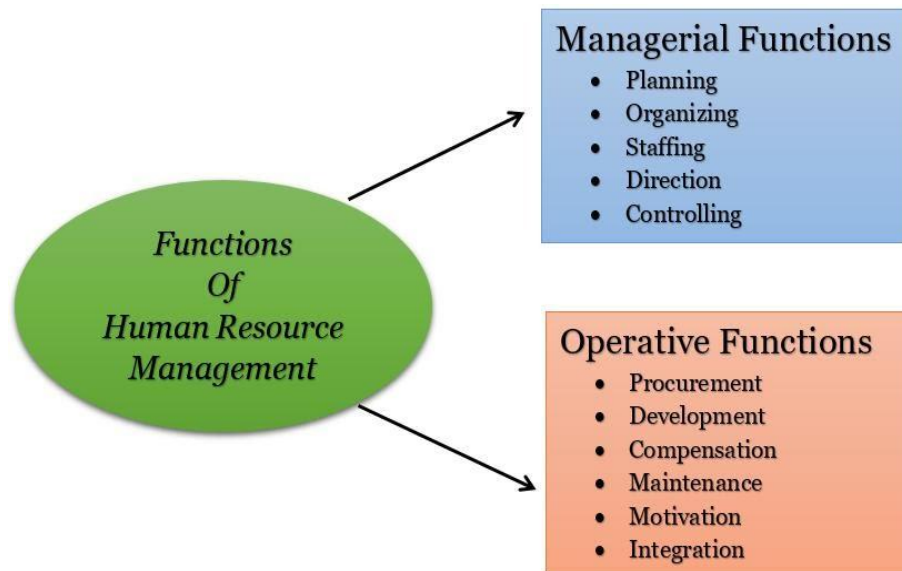 Functions
Of
Human Resource
Management
Managerial Functions
• Planning
• Organizing
• Staffing
• Direction
• Controlling
Operative Functions
• Procurement
• Development
• Compensation
• Maintenance
• Motivation
• Integration